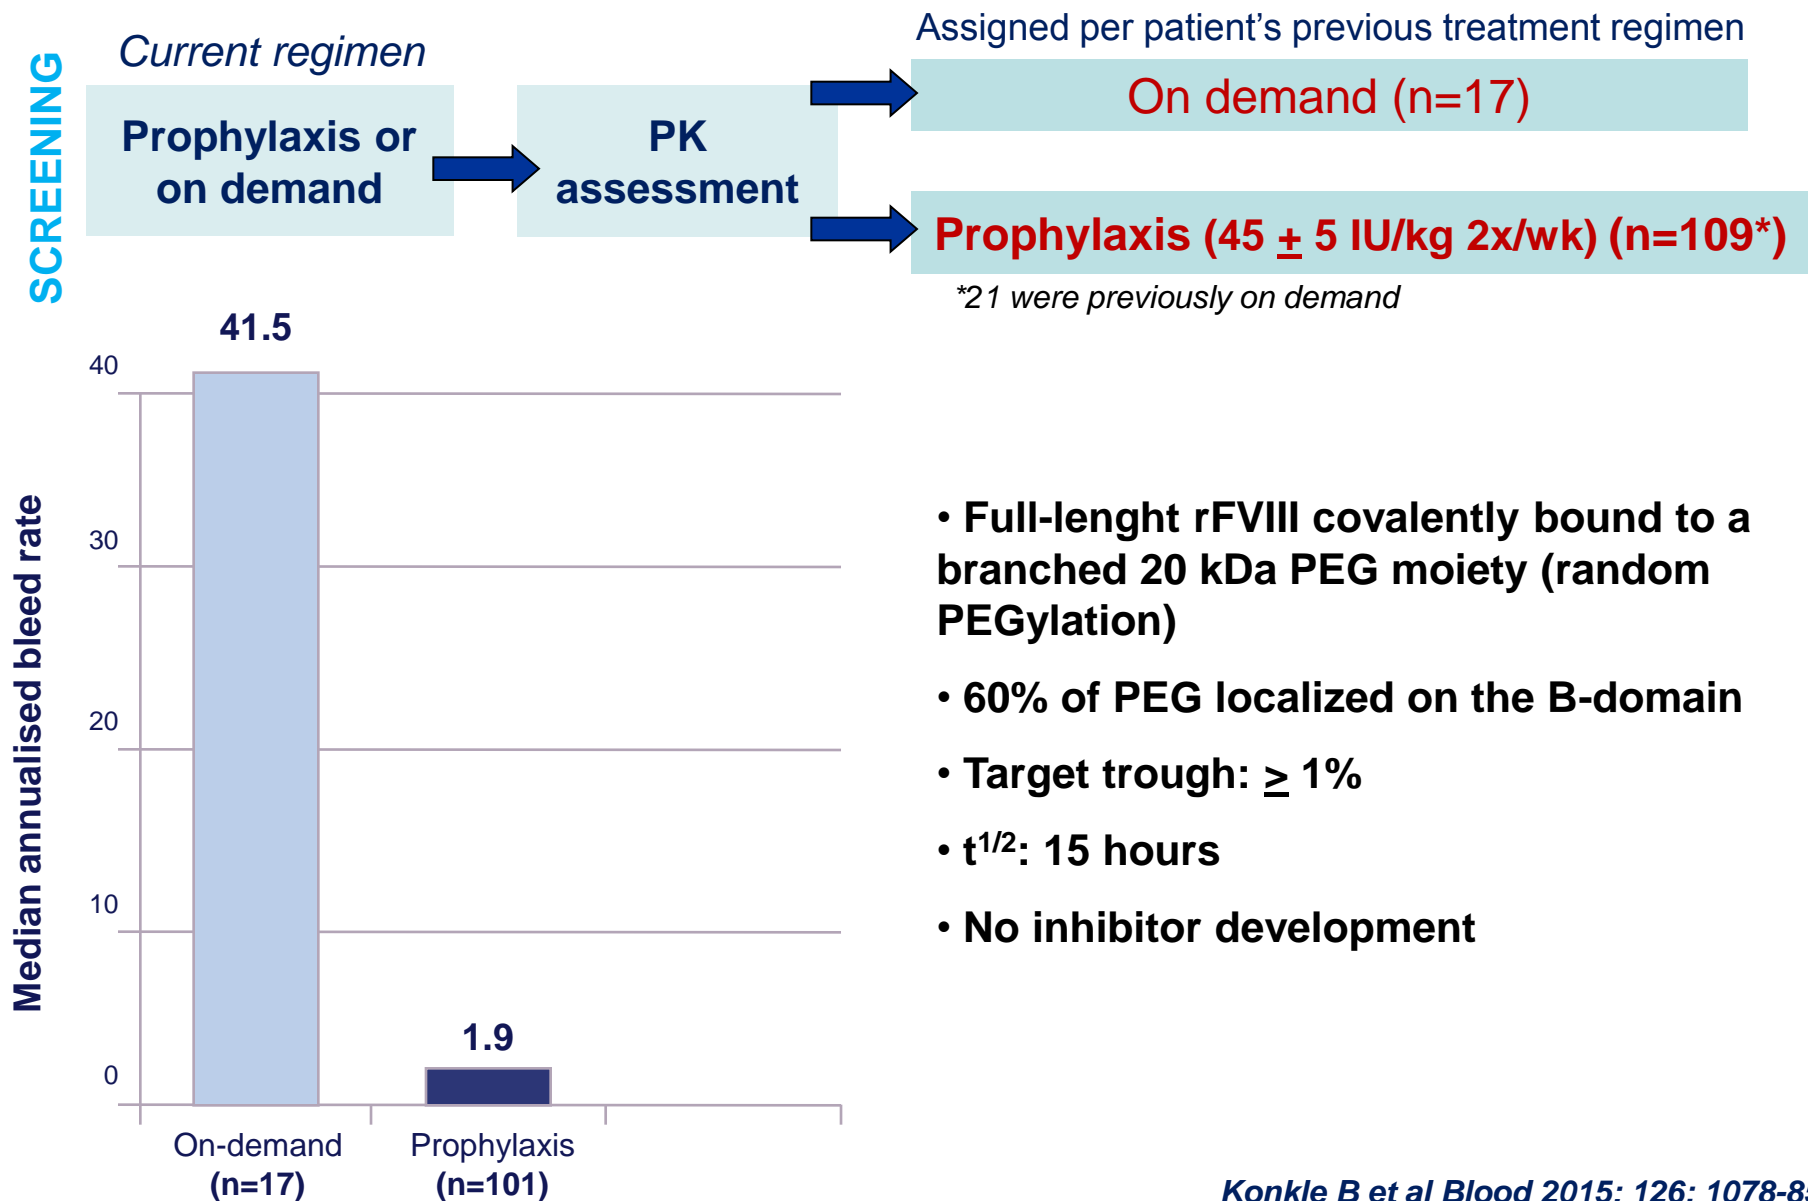 SCREENING
Current regimen
Prophylaxis or
on demand
PK
assessment
Assigned per patient's previous treatment regimen
On demand (n=17)
Prophylaxis (45 ± 5 IU/kg 2x/wk) (n=109*)
*21 were previously on demand
Median annualised bleed rate
40
30
20
10
0
41.5
1.9
On-demand
(n=17)
Prophylaxis
(n=101)
• Full-lenght rFVIII covalently bound to a
branched 20 kDa PEG moiety (random
PEGylation)
• 60% of PEG localized on the B-domain
• Target trough: ≥ 1%
• t1/2: 15 hours
• No inhibitor development
Konkle B et al Blood 2015; 126: 1078-85